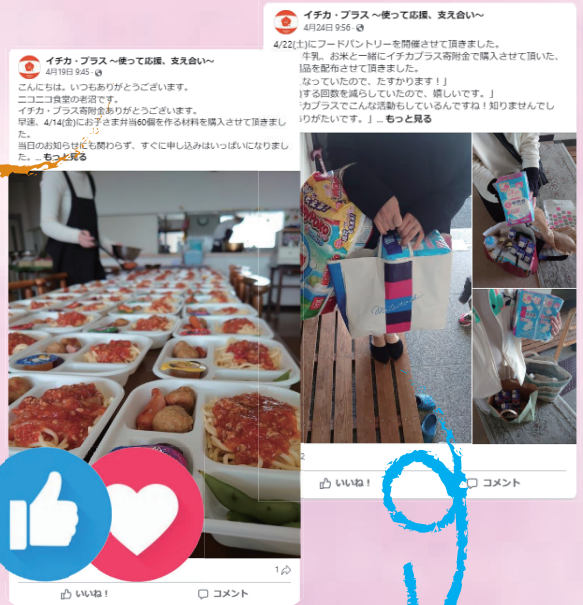 イチカ・プラス 〜使って応援、支え合い〜
4月19日 9:45
こんにちは。いつもありがとうございます。
ニコニコ食堂の老沼です。
イチカ・プラス寄附金ありがとうございます。
早速、4/14(金)にお子さま弁当60個を作る材料を購入させて頂きまし
た。
当日のお知らせにも関わらず、すぐに申し込みはいっぱいになりまし
た。... もっと見る
1
いいね！ コメント
イチカ・プラス 〜使って応援、支え合い〜
4月24日 9:56
4/22(土)にフードパントリーを開催させて頂きました。
牛乳、お米と一緒にイチカプラス寄附金で購入させて頂いた、
品を配布させて頂きました。
なっていたので、たすかります！」
する回数を減らしていたので、嬉しいです。」
カプラスでこんな活動もしているんですね！知りませんでし
りがたいです。」... もっと見る
2
いいね！ コメント